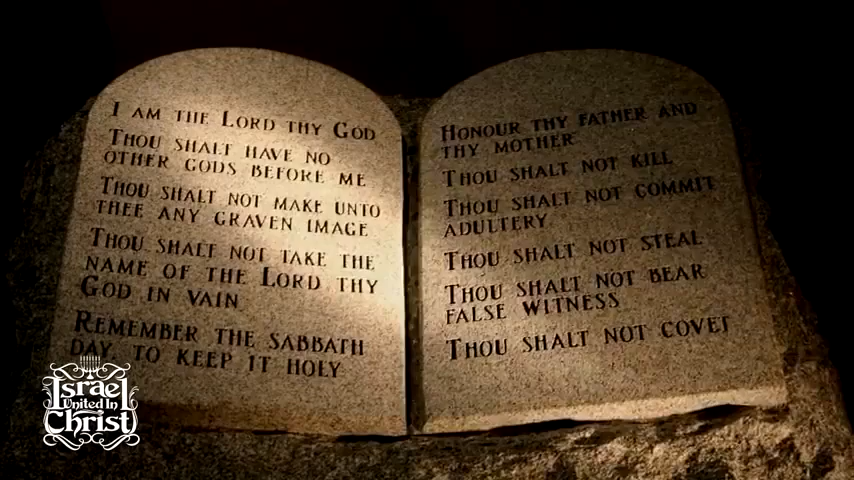 I AM THE LORD THY GOD
THOU SHALT HAVE NO
OTHER GODS BEFORE ME
THOU SHALT NOT MAKE UNTO
THEE ANY GRAVEN IMAGE
THOU SHALT NOT TAKE THE
NAME OF THE LORD THY
GOD IN VAIN
REMEMBER THE SABBATH
DAY, TO KEEP IT HOLY
HONOUR THY FATHER AND
THY MOTHER
THOU SHALT NOT KILL
THOU SHALT NOT COMMIT
ADULTERY
THOU SHALT NOT STEAL
THOU SHALT NOT BEAR
FALSE WITNESS
THOU SHALT NOT COVET
Israel
United In
Christ